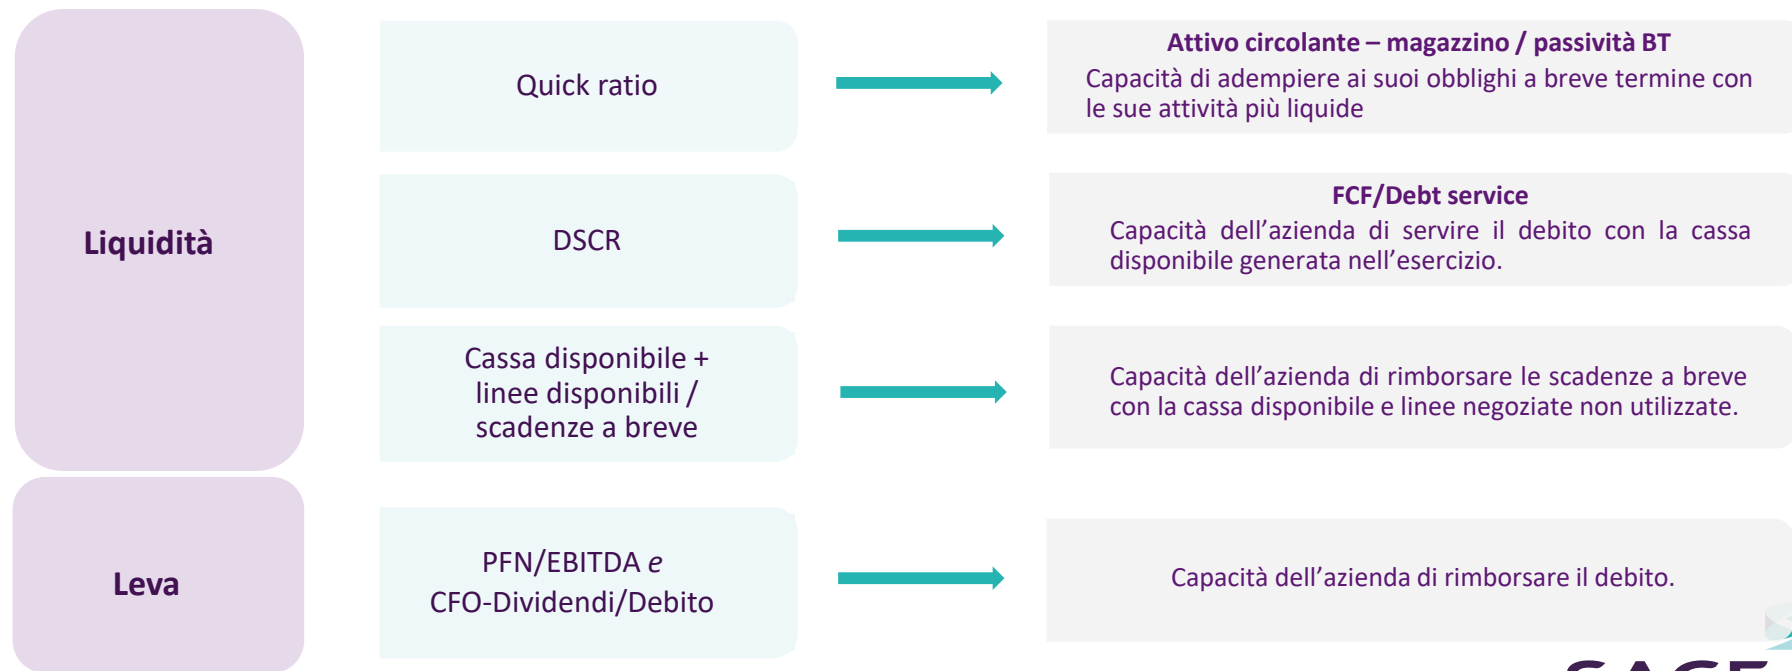 Liquidità
Quick ratio
Attivo circolante – magazzino / passività BT
Capacità di adempiere ai suoi obblighi a breve termine con
le sue attività più liquide
DSCR
FCF/Debt service
Capacità dell’azienda di servire il debito con la cassa
disponibile generata nell’esercizio.
Cassa disponibile +
linee disponibili /
scadenze a breve
Capacità dell’azienda di rimborsare le scadenze a breve
con la cassa disponibile e linee negoziate non utilizzate.
Leva
PFN/EBITDA e
CFO-Dividendi/Debito
Capacità dell’azienda di rimborsare il debito.